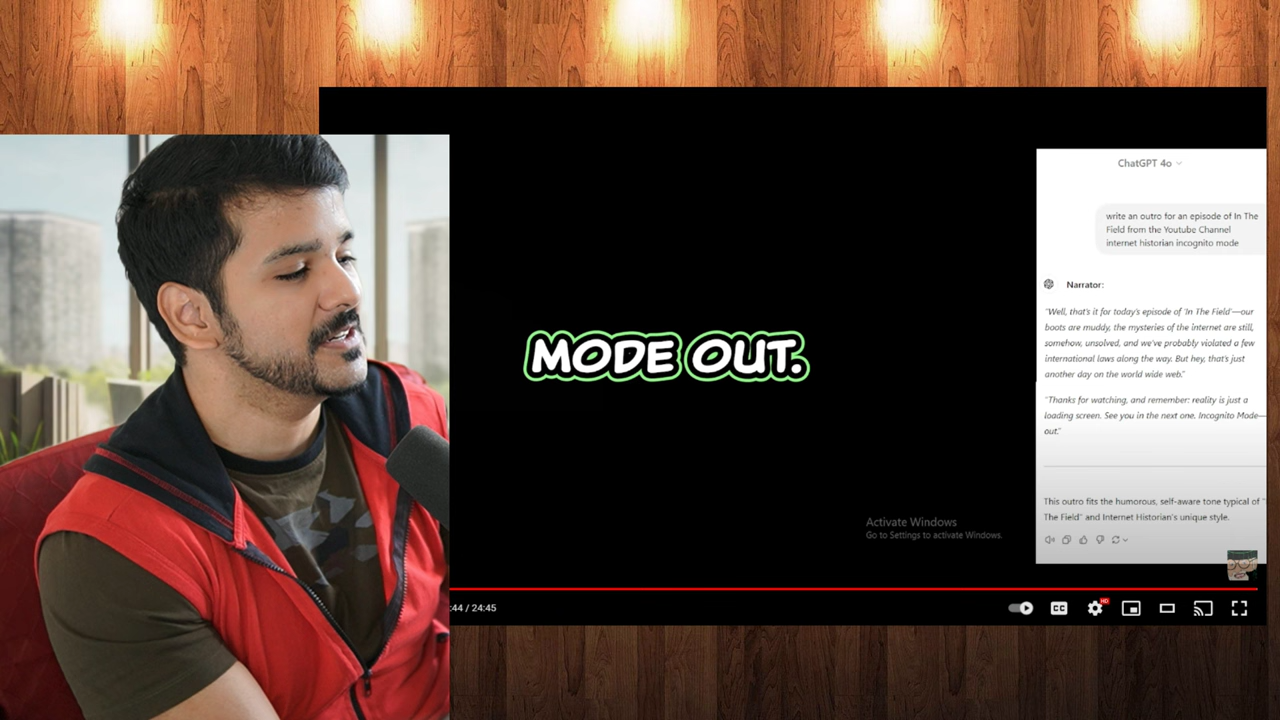 ChatGPT 4o
write an outro for an episode of In The
Field from the Youtube Channel
internet historian incognito mode
Narrator:
"Well, that's it for today's episode of 'In The Field'—our
boots are muddy, the mysteries of the internet are still,
somehow, unsolved, and we've probably violated a few
international laws along the way. But hey, that's just
another day on the world wide web."
"Thanks for watching, and remember: reality is just a
loading screen. See you in the next one. Incognito Mode—
out."
This outro fits the humorous, self-aware tone typical of "
The Field" and Internet Historian's unique style.
MODE OUT.
Activate Windows
Go to Settings to activate Windows.
:44 / 24:45
CC
HD